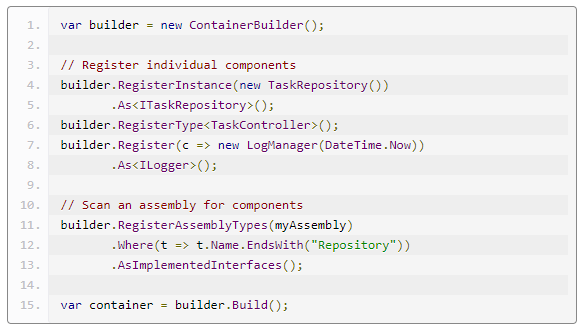 1. var builder = new ContainerBuilder();
2.
3. // Register individual components
4. builder.RegisterInstance(new TaskRepository())
5.        .As<ITaskRepository>();
6. builder.RegisterType<TaskController>();
7. builder.Register(c => new LogManager(DateTime.Now))
8.        .As<ILogger>();
9.
10. // Scan an assembly for components
11. builder.RegisterAssemblyTypes(myAssembly)
12.        .Where(t => t.Name.EndsWith("Repository"))
13.        .AsImplementedInterfaces();
14.
15. var container = builder.Build();